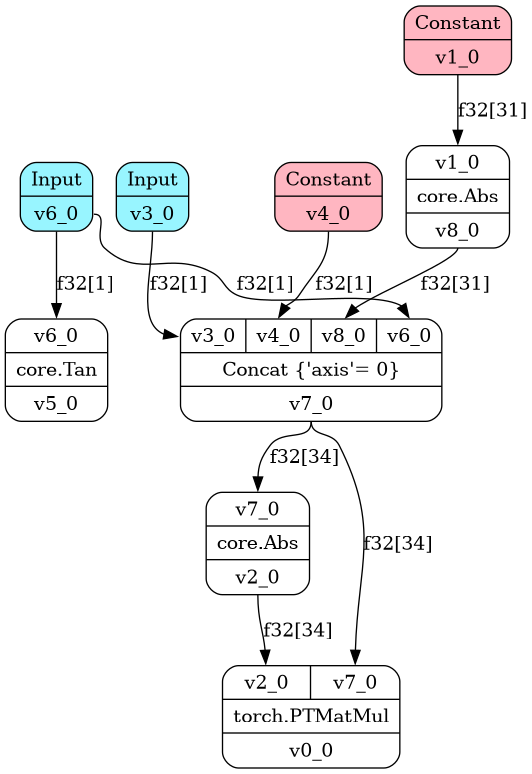 Constant
v1_0
f32[31]
Input
v6_0
Input
v3_0
Constant
v4_0
v1_0
core.Abs
v8_0
f32[1]
f32[1]
f32[1]
f32[1]
f32[31]
v6_0
core.Tan
v5_0
v3_0 v4_0 v8_0 v6_0
Concat {'axis'= 0}
v7_0
f32[34]
v7_0
core.Abs
v2_0
f32[34]
f32[34]
v2_0 v7_0
torch.PTMatMul
v0_0